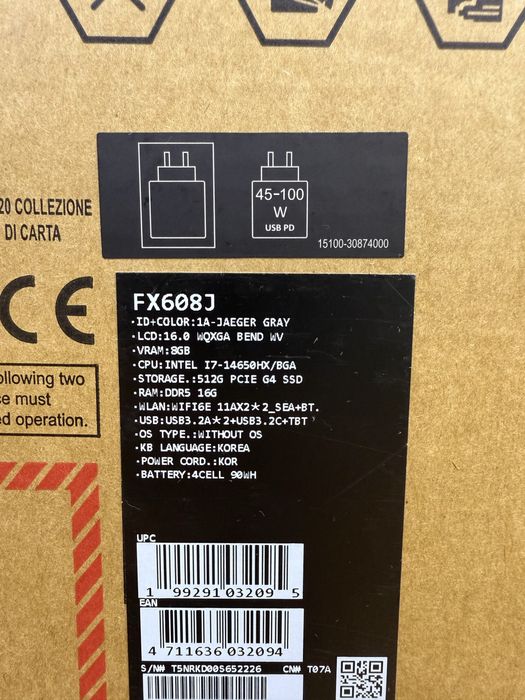 20 COLLEZIONE
DI CARTA
45-100
W
USB PD
15100-30874000
CE
ollowing two
se must
ed operation.
FX608J
·ID+COLOR:1A-JAEGER GRAY
·LCD:16.0 WQXGA BEND WV
·VRAM:8GB
·CPU:INTEL I7-14650HX/BGA
·STORAGE.:512G PCIE G4 SSD
·RAM:DDR5 16G
·WLAN:WIFI6E 11AX2*2_SEA+BT.
·USB:USB3.2A*2+USB3.2C+TBT
·OS TYPE.:WITHOUT OS
·KB LANGUAGE:KOREA
·POWER CORD.:KOR
·BATTERY:4CELL 90WH
UPC
1 99291 03209 5
EAN
4 711636 032094
S/N# T5NRKD00S652226 CN# T07A